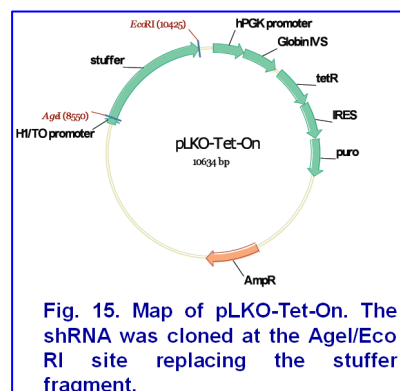 EcoRI (10425)
hPGK promoter
Globin IVS
stuffer
tetR
AgeI (8550)
IRES
H1/TO promoter
pLKO-Tet-On
10634 bp
puro
AmpR
Fig. 15. Map of pLKO-Tet-On. The
shRNA was cloned at the AgeI/Eco
RI site replacing the stuffer
fragment.